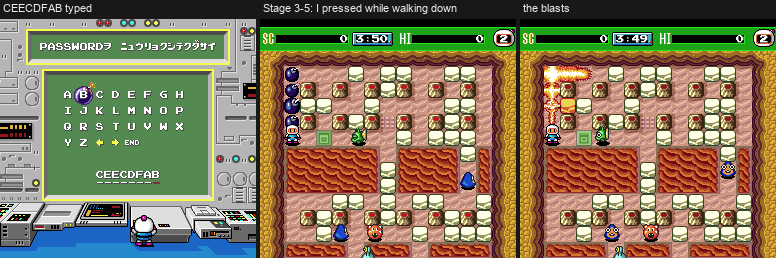 CEECDFAB typed
Stage 3-5: I pressed while walking down
the blasts
PASSWORDヲ ニュウリョクシテクダサイ
A B C D E F G H
I J K L M N O P
Q R S T U V W X
Y Z ← → END
CEECDFAB
SC 0 3:50 HI 0 2
SC 0 3:49 HI 0 2